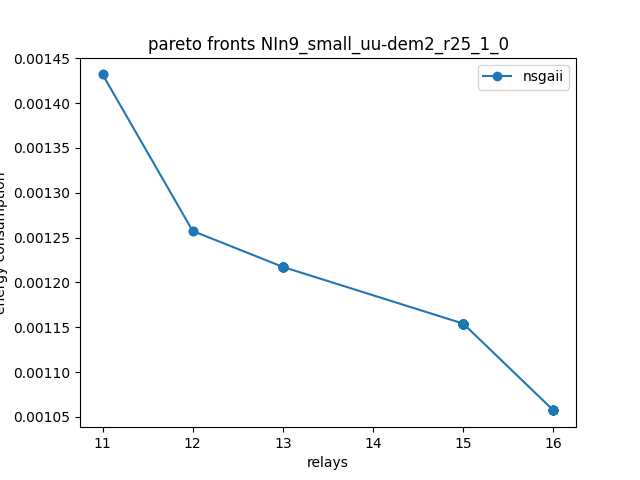 pareto fronts NIn9_small_uu-dem2_r25_1_0
nsgaii
0.00145
0.00140
0.00135
0.00130
0.00125
0.00120
0.00115
0.00110
0.00105
energy consumption
11 12 13 14 15 16
relays